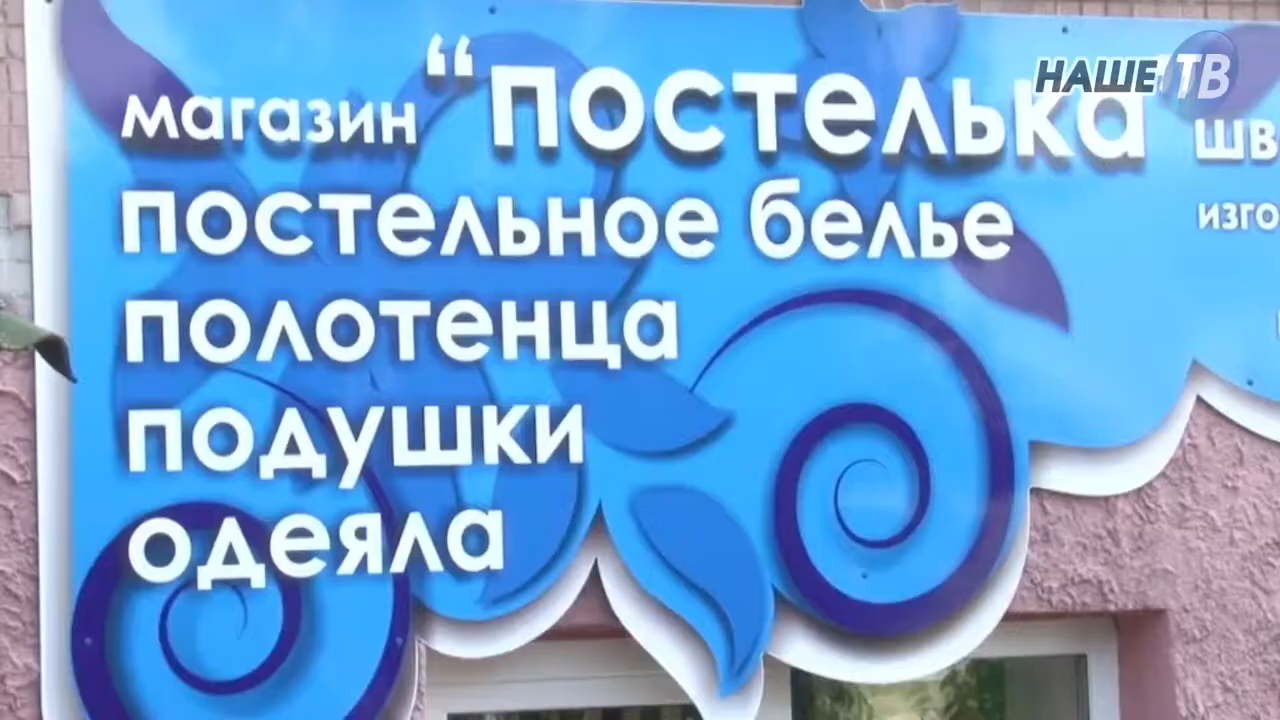 НАШЕ ТВ
магазин "постелька
постельное белье
полотенца
подушки
одеяла